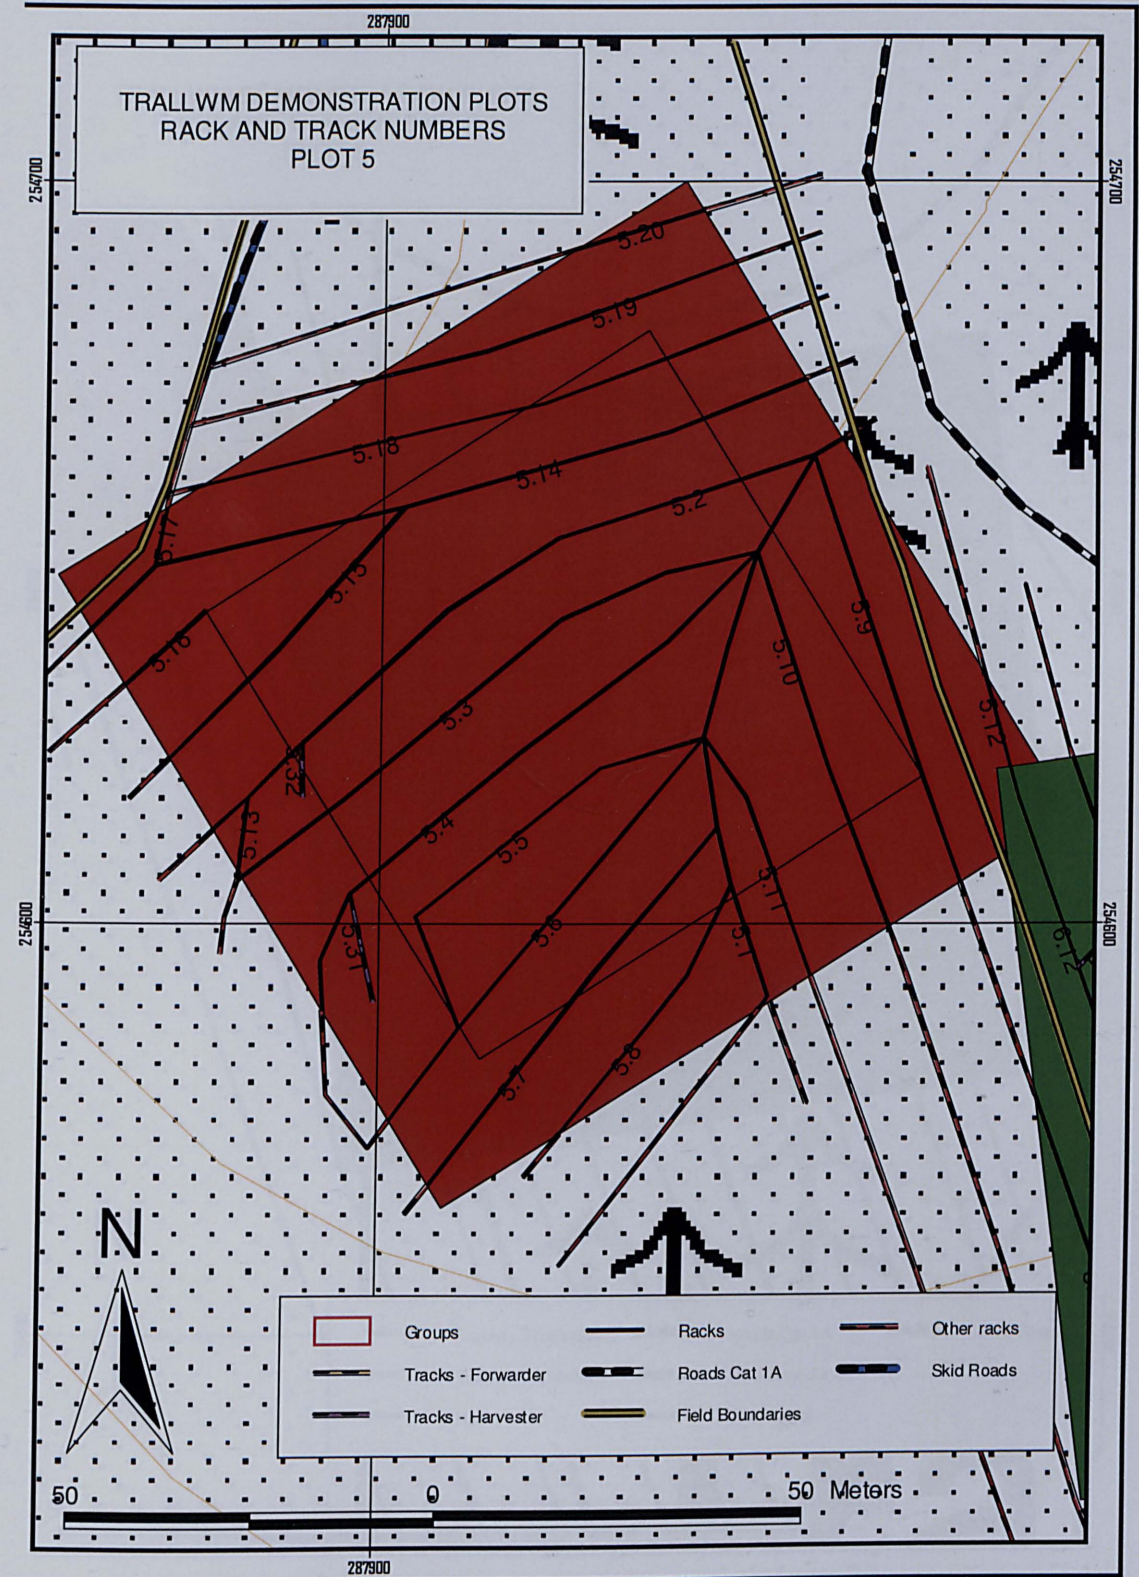 287900
TRALLWM DEMONSTRATION PLOTS
RACK AND TRACK NUMBERS
PLOT 5
254700
254700
5.20
5.19
5.18
5.14
5.2
5.17
5.15
5.16
5.9
5.10
5.3
5.12
5.32
5.13
5.4
5.5
5.11
5.6
5.31
5.1
254600
254600
6.12
5.7
5.8
N
Groups
Racks
Other racks
Tracks - Forwarder
Roads Cat 1A
Skid Roads
Tracks - Harvester
Field Boundaries
50
0
50 Meters
287900